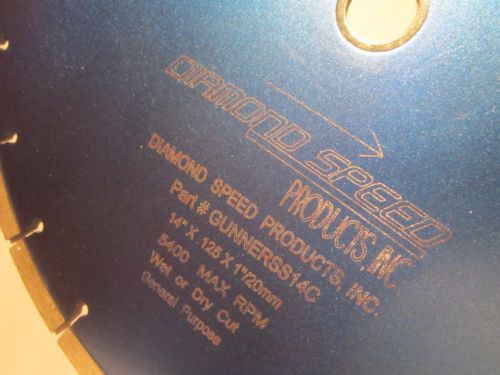 DIAMOND SPEED
PRODUCTS, INC
DIAMOND SPEED PRODUCTS, INC.
Part # GUNNERSS14C
14" X .125 X 1"/20mm
5400 MAX RPM
Wet or Dry Cut
General Purpose